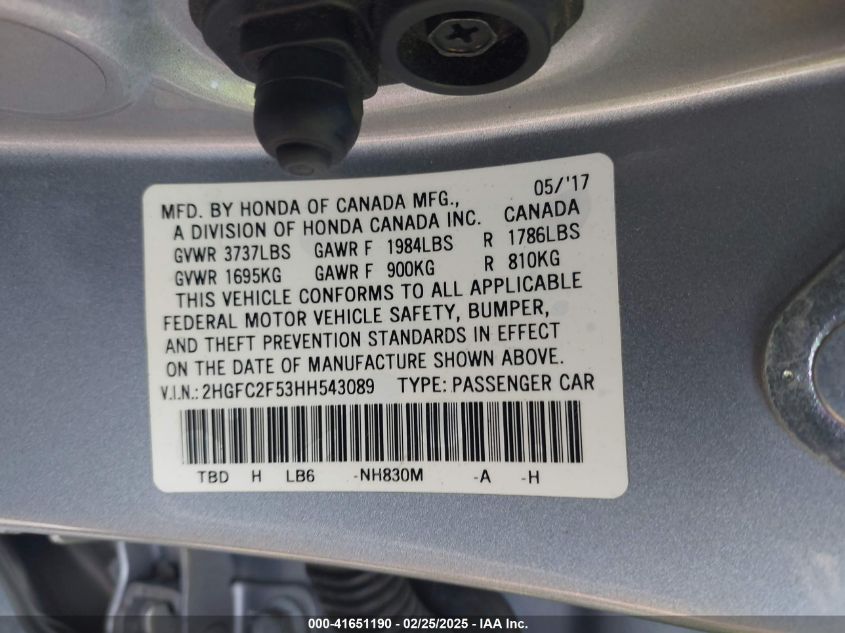 05/'17
MFD. BY HONDA OF CANADA MFG.,
A DIVISION OF HONDA CANADA INC. CANADA
GVWR 3737LBS GAWR F 1984LBS R 1786LBS
GVWR 1695KG GAWR F 900KG R 810KG
THIS VEHICLE CONFORMS TO ALL APPLICABLE
FEDERAL MOTOR VEHICLE SAFETY, BUMPER,
AND THEFT PREVENTION STANDARDS IN EFFECT
ON THE DATE OF MANUFACTURE SHOWN ABOVE.
V.I.N.: 2HGFC2F53HH543089 TYPE: PASSENGER CAR
TBD H LB6 -NH830M -A -H
000-41651190 - 02/25/2025 - IAA Inc.